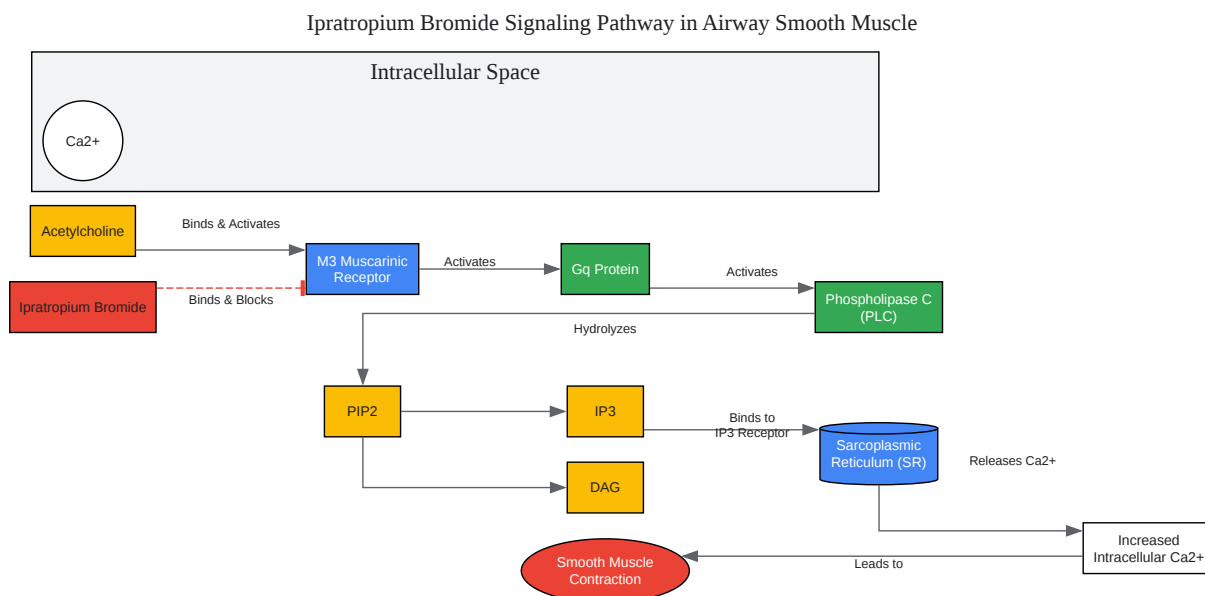 Ipratropium Bromide Signaling Pathway in Airway Smooth Muscle
Intracellular Space
Ca2+
Acetylcholine
Binds & Activates
M3 Muscarinic
Receptor
Activates
Gq Protein
Activates
Ipratropium Bromide
Binds & Blocks
Phospholipase C
(PLC)
Hydrolyzes
PIP2
IP3
Binds to
IP3 Receptor
Sarcoplasmic
Reticulum (SR)
Releases Ca2+
DAG
Increased
Intracellular Ca2+
Leads to
Smooth Muscle
Contraction